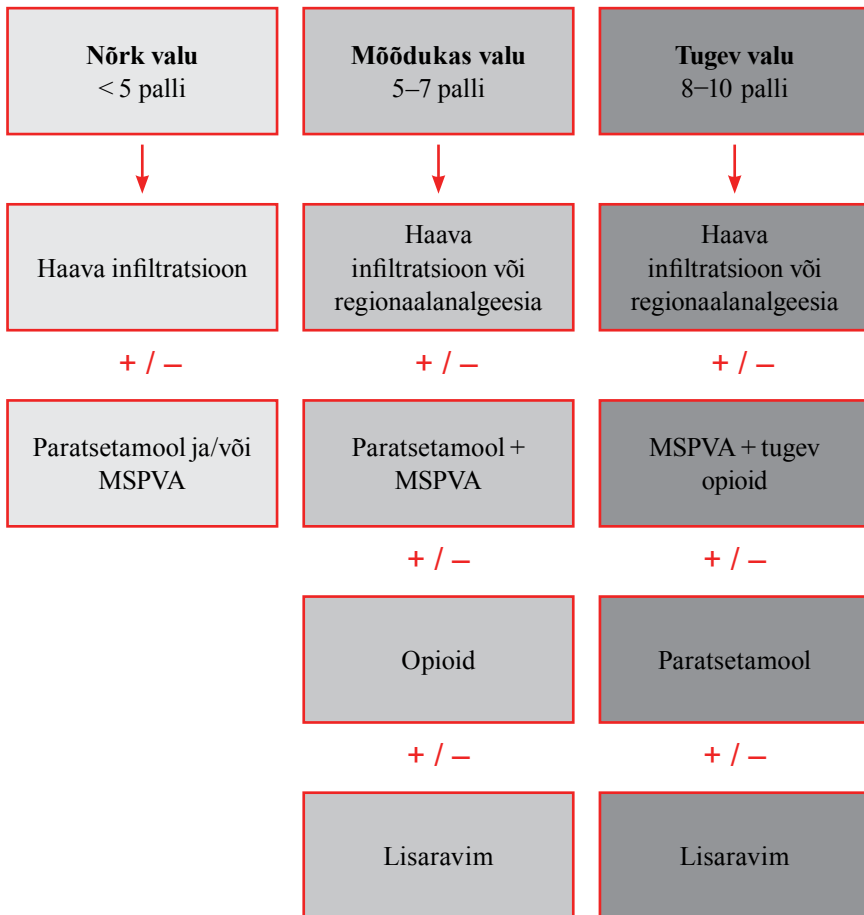 Nõrk valu
< 5 palli
Mõõdukas valu
5–7 palli
Tugev valu
8–10 palli
Haava infiltratsioon
Haava
infiltratsioon või
regionaalanalgeesia
Haava
infiltratsioon või
regionaalanalgeesia
+ / –
+ / –
+ / –
Paratsetamool ja/või
MSPVA
Paratsetamool +
MSPVA
MSPVA + tugev
opioid
+ / –
+ / –
Opioid
Paratsetamool
+ / –
+ / –
Lisaravim
Lisaravim